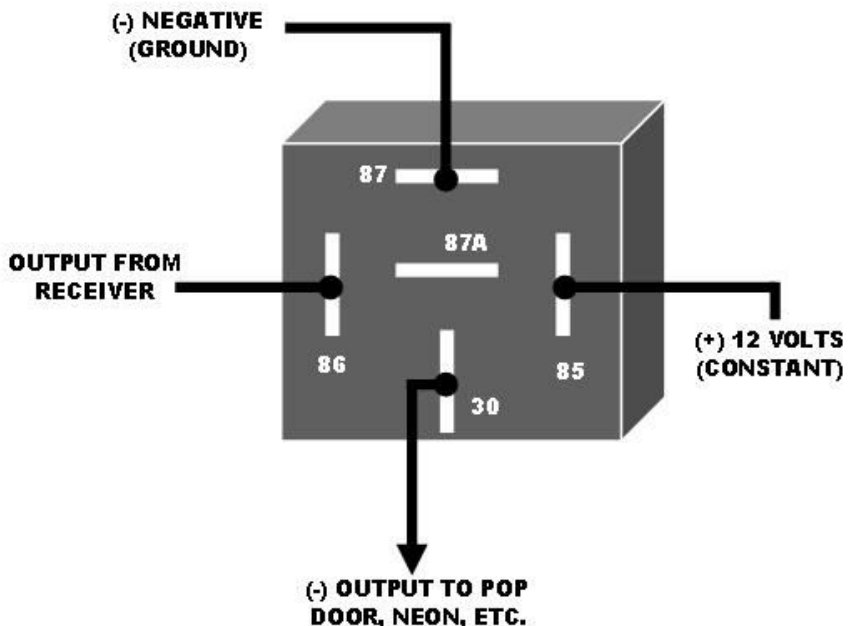 (-) NEGATIVE
(GROUND)
87
87A
OUTPUT FROM
RECEIVER
(+) 12 VOLTS
(CONSTANT)
86
85
30
(-) OUTPUT TO POP
DOOR, NEON, ETC.